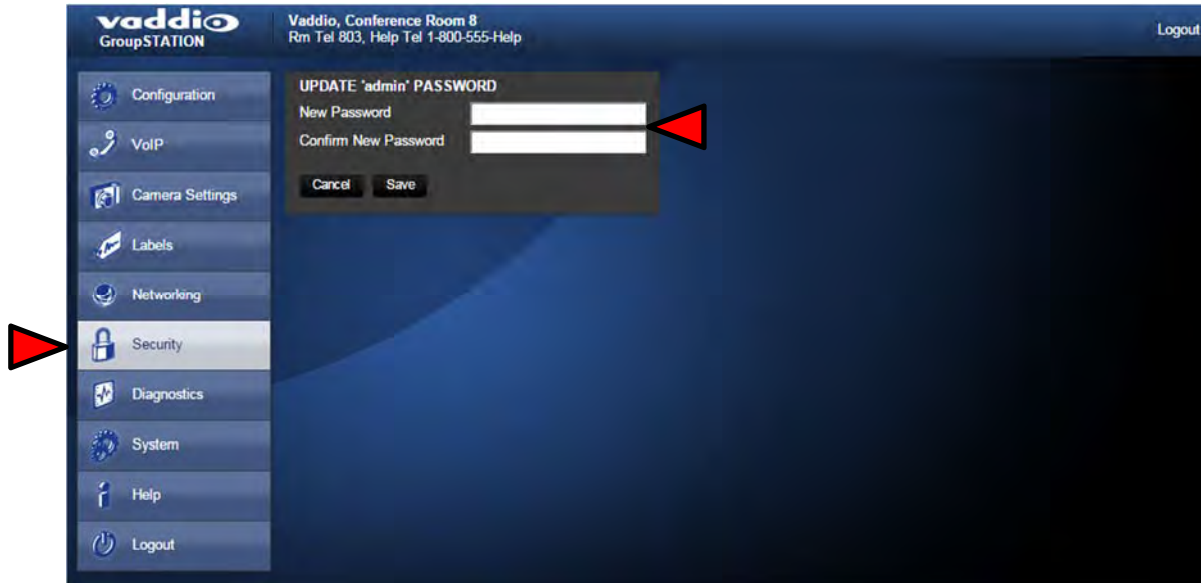 vaddio
GroupSTATION
Vaddio, Conference Room 8
Rm Tel 803, Help Tel 1-800-555-Help
Logout
Configuration
VoIP
Camera Settings
Labels
Networking
Security
Diagnostics
System
Help
Logout
UPDATE 'admin' PASSWORD
New Password
Confirm New Password
Cancel Save